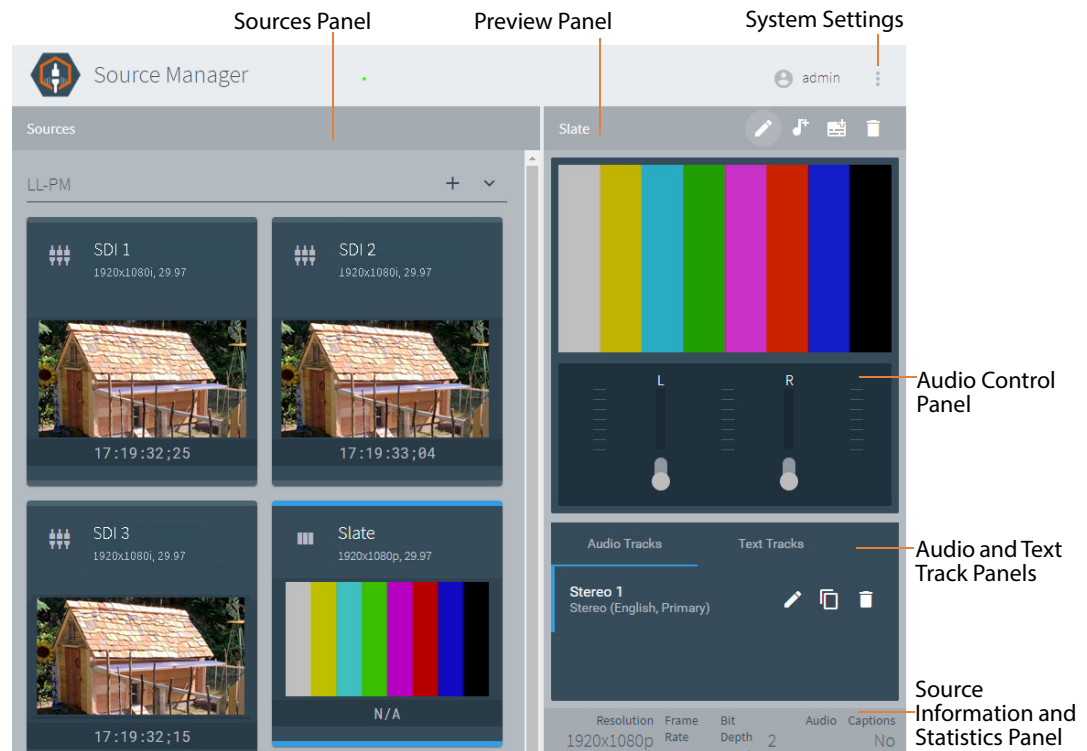 Sources Panel
Preview Panel
System Settings
Source Manager
admin
Sources
Slate
LL-PM
SDI 1
1920x1080i, 29.97
17:19:32;25
SDI 2
1920x1080i, 29.97
17:19:33;04
SDI 3
1920x1080i, 29.97
17:19:32;15
Slate
1920x1080p, 29.97
N/A
L
R
Audio Control
Panel
Audio Tracks
Text Tracks
Stereo 1
Stereo (English, Primary)
Audio and Text
Track Panels
Resolution
1920x1080p
Frame
Rate
Bit
Depth
Audio
2
Captions
No
Source
Information and
Statistics Panel